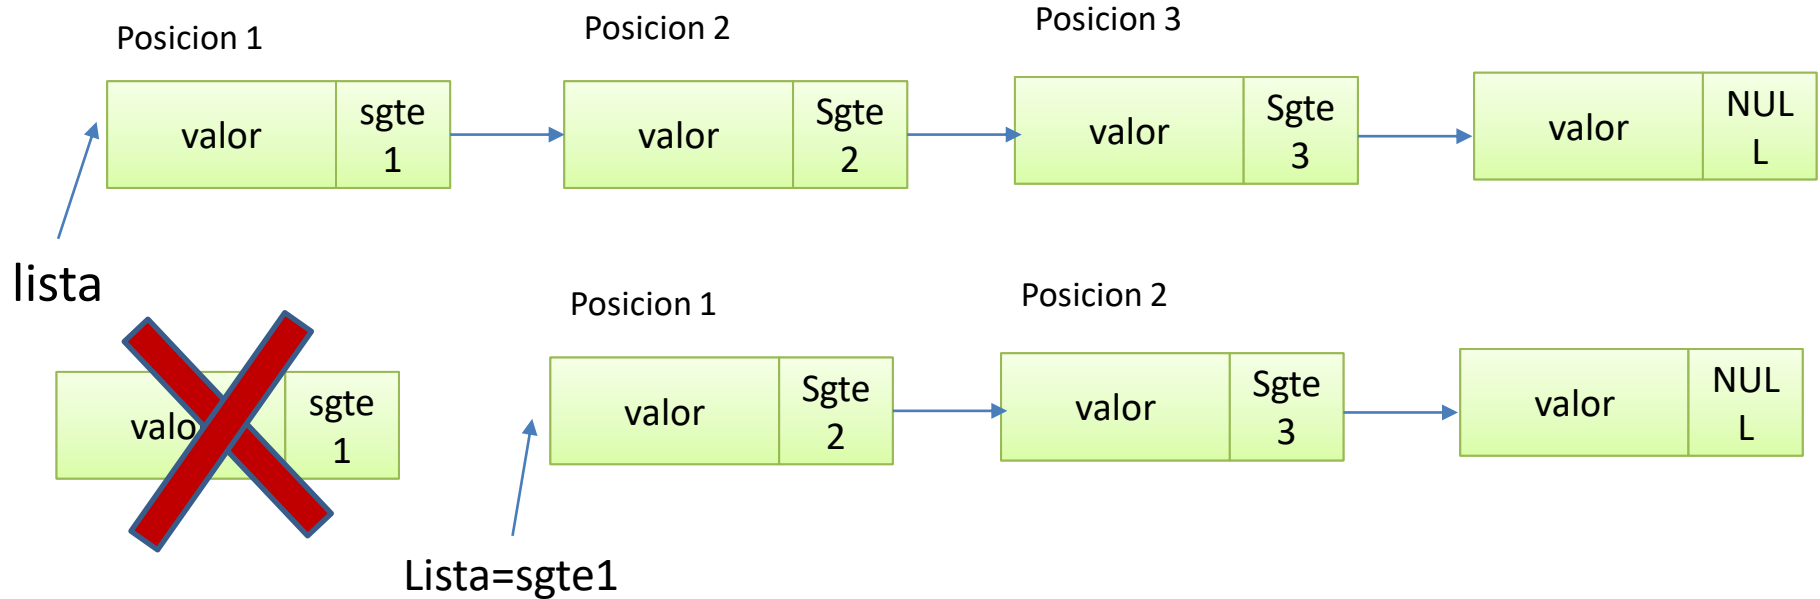 Posicion 1
Posicion 2
Posicion 3
valor
sgte
1
valor
Sgte
2
valor
Sgte
3
valor
NUL
L
lista
Posicion 1
Posicion 2
valo
sgte
1
valor
Sgte
2
valor
Sgte
3
valor
NUL
L
Lista=sgte1